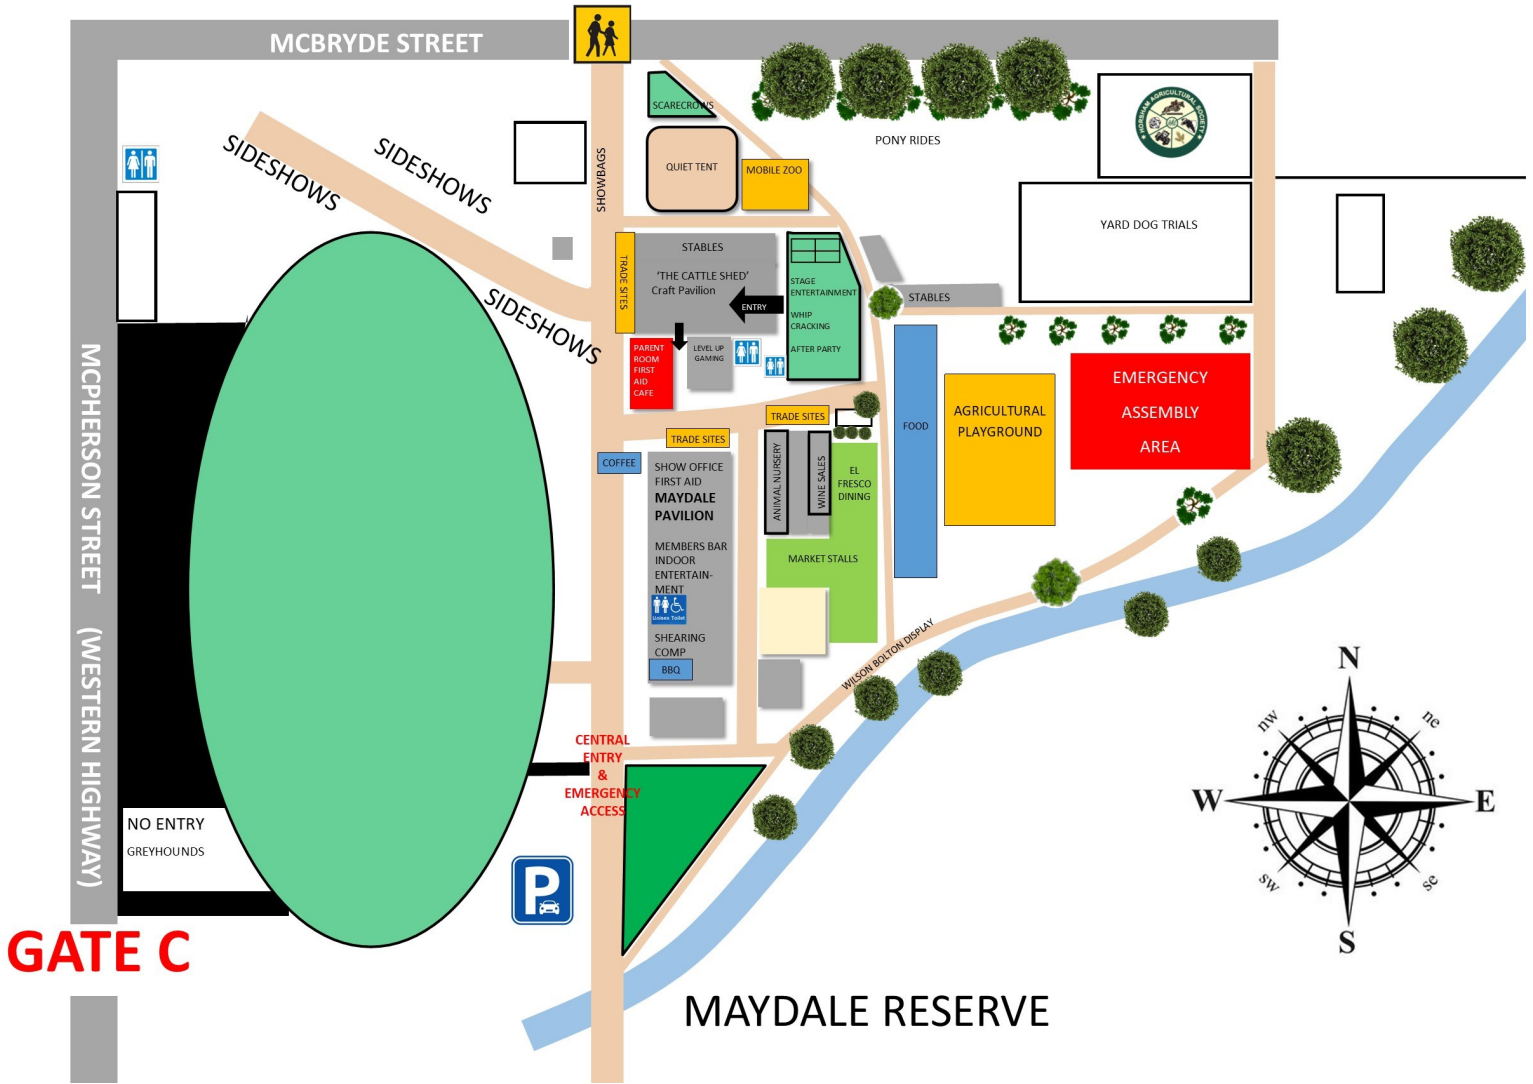 MCBRYDE STREET
SCARECROWS
HORSHAM AGRICULTURAL SOCIETY
PONY RIDES
SIDESHOWS
SIDESHOWS
SHOWBAGS
QUIET TENT
MOBILE ZOO
YARD DOG TRIALS
STABLES
TRADE SITES
'THE CATTLE SHED'
Craft Pavilion
ENTRY
STAGE
ENTERTAINMENT
WHIP
CRACKING
AFTER PARTY
STABLES
SIDESHOWS
PARENT
ROOM
FIRST
AID
CAFE
LEVEL UP
GAMING
MCPHERSON STREET (WESTERN HIGHWAY)
EMERGENCY
ASSEMBLY
AREA
AGRICULTURAL
PLAYGROUND
FOOD
TRADE SITES
TRADE SITES
COFFEE
SHOW OFFICE
FIRST AID
MAYDALE
PAVILION
MEMBERS BAR
INDOOR
ENTERTAIN-
MENT
Unisex Toilet
SHEARING
COMP
BBQ
ANIMAL NURSERY
WINE SALES
EL
FRESCO
DINING
MARKET STALLS
WILSON BOLTON DISPLAY
CENTRAL
ENTRY
&
EMERGENCY
ACCESS
NO ENTRY
GREYHOUNDS
P
GATE C
MAYDALE RESERVE
N
nw
ne
W
E
sw
se
S